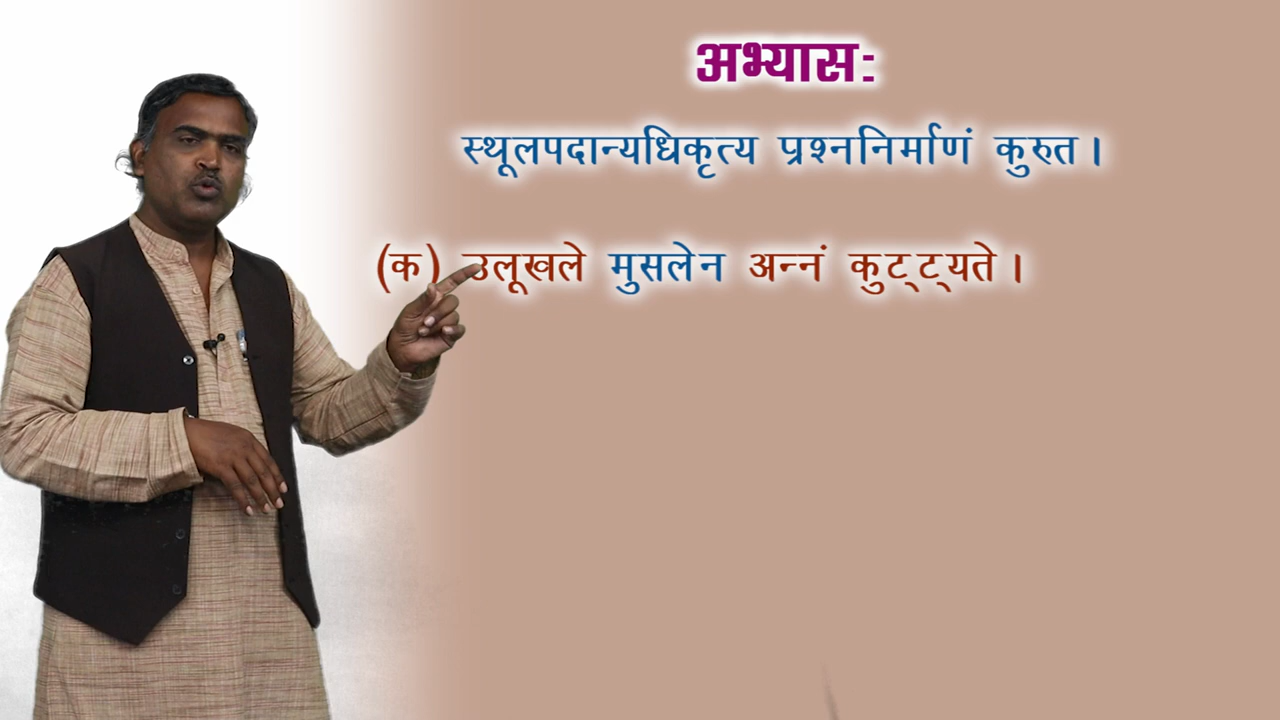 अभ्यासः
स्थूलपदान्यधिकृत्य प्रश्ननिर्माणं कुरुत।
(क) उलूखले मुसलेन अन्नं कुट्ट्यते।